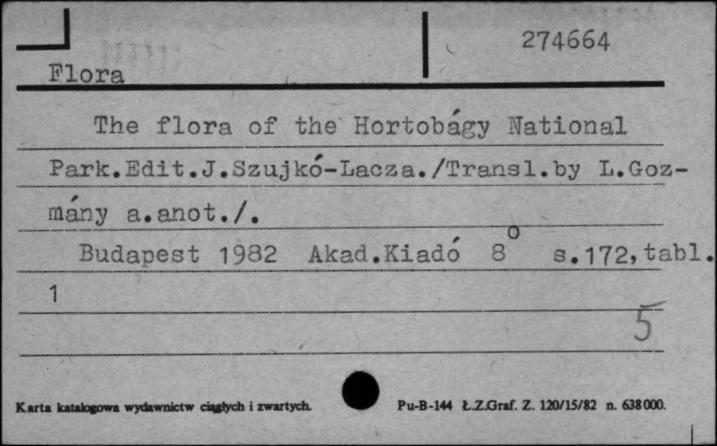 274664
Flora
The flora of the Hortobágy National
Park.Edit.J.Szujkó-Lacza./Transl.by L.Goz-
mány a.anot./.
Budapest 1982 Akad.Kiadó 8° s.172,tabl.
1
5
Karta katalogowa wydawnictw ciągłych i zwartych. Pu-B-144 Ł.Z.Graf. Z. 120/15/82 n. 638000.